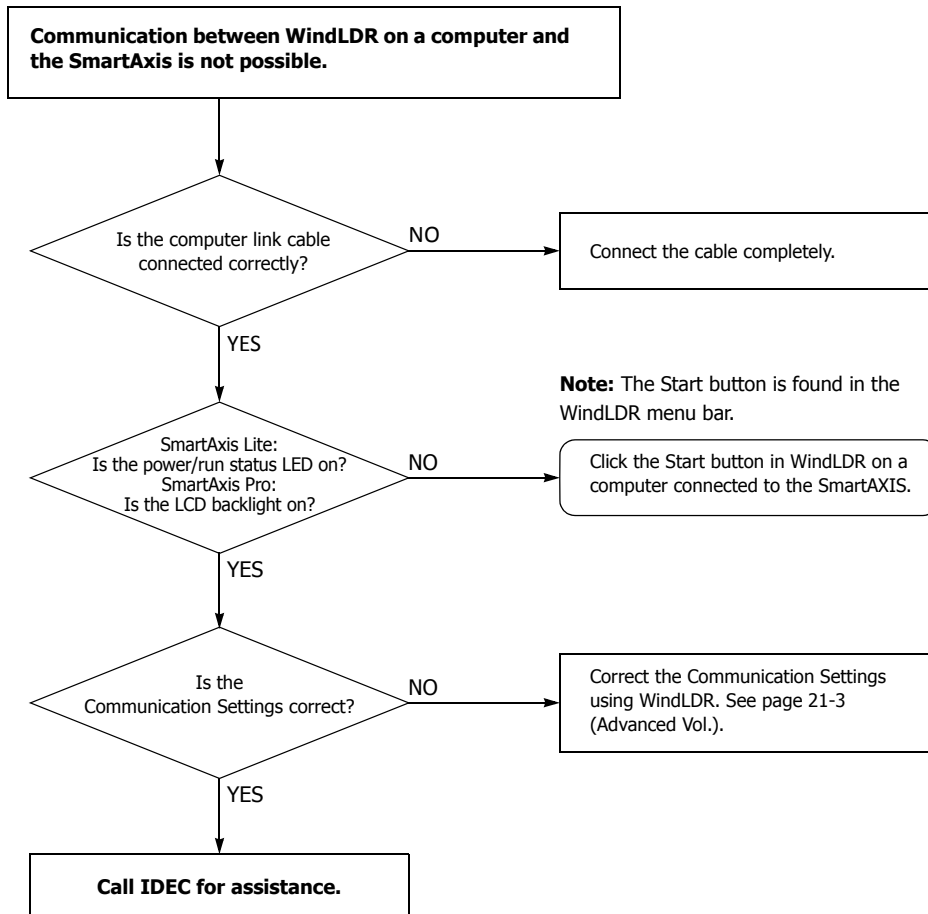 Communication between WindLDR on a computer and
the SmartAxis is not possible.
Is the computer link cable
connected correctly?
NO
Connect the cable completely.
YES
Note: The Start button is found in the
WindLDR menu bar.
SmartAxis Lite:
Is the power/run status LED on?
SmartAxis Pro:
Is the LCD backlight on?
NO
Click the Start button in WindLDR on a
computer connected to the SmartAXIS.
YES
Is the
Communication Settings correct?
NO
Correct the Communication Settings
using WindLDR. See page 21-3
(Advanced Vol.).
YES
Call IDEC for assistance.